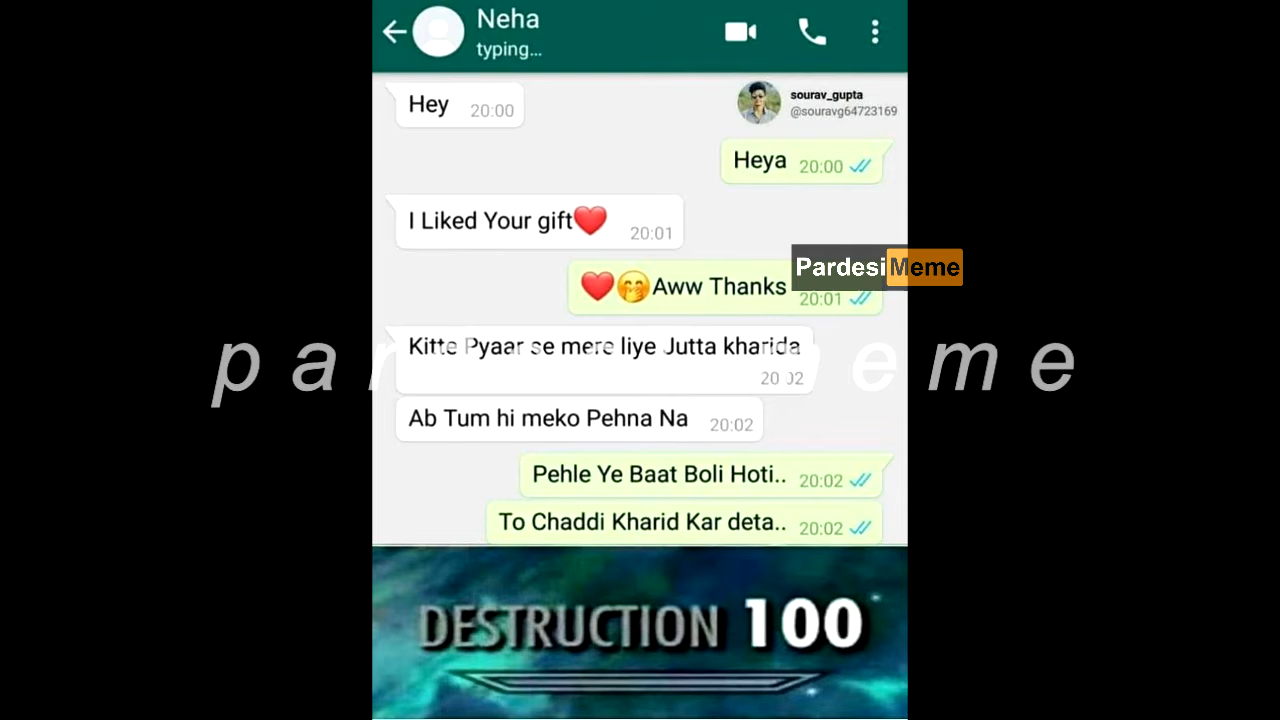 Neha
typing...
Hey 20:00
sourav_gupta
@souravg64723169
Heya 20:00
I Liked Your gift❤️ 20:01
PardesiMeme
❤️🤭Aww Thanks 20:01
Kitte Pyaar se mere liye Jutta kharida
20:02
Ab Tum hi meko Pehna Na 20:02
Pehle Ye Baat Boli Hoti.. 20:02
To Chaddi Kharid Kar deta.. 20:02
DESTRUCTION 100